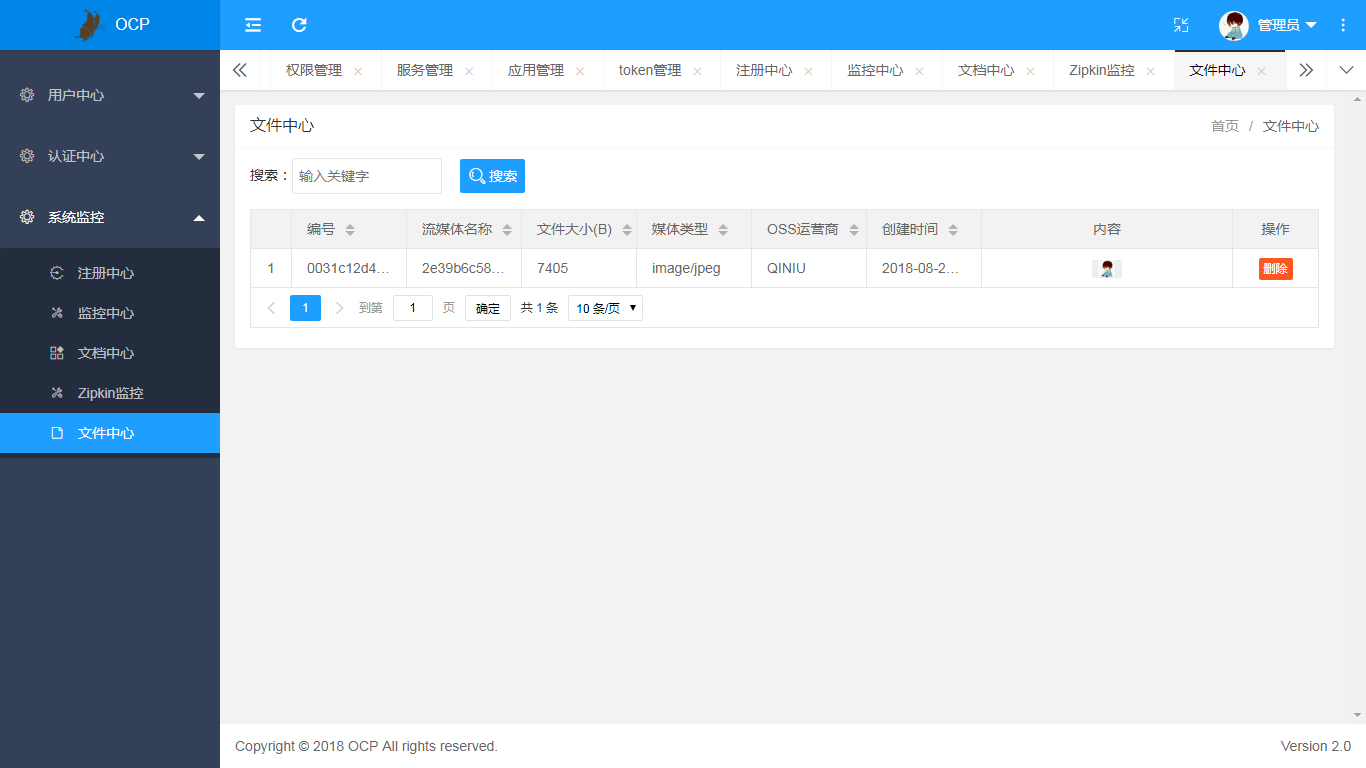 OCP
管理员
用户中心
认证中心
系统监控
注册中心
监控中心
文档中心
Zipkin监控
文件中心
权限管理 服务管理 应用管理 token管理 注册中心 监控中心 文档中心 Zipkin监控 文件中心
文件中心
首页 / 文件中心
搜索： 输入关键字 搜索
编号 流媒体名称 文件大小(B) 媒体类型 OSS运营商 创建时间 内容 操作
1 0031c12d4... 2e39b6c58... 7405 image/jpeg QINIU 2018-08-2... 删除
1 到第 1 页 确定 共 1 条 10 条/页
Copyright © 2018 OCP All rights reserved.
Version 2.0